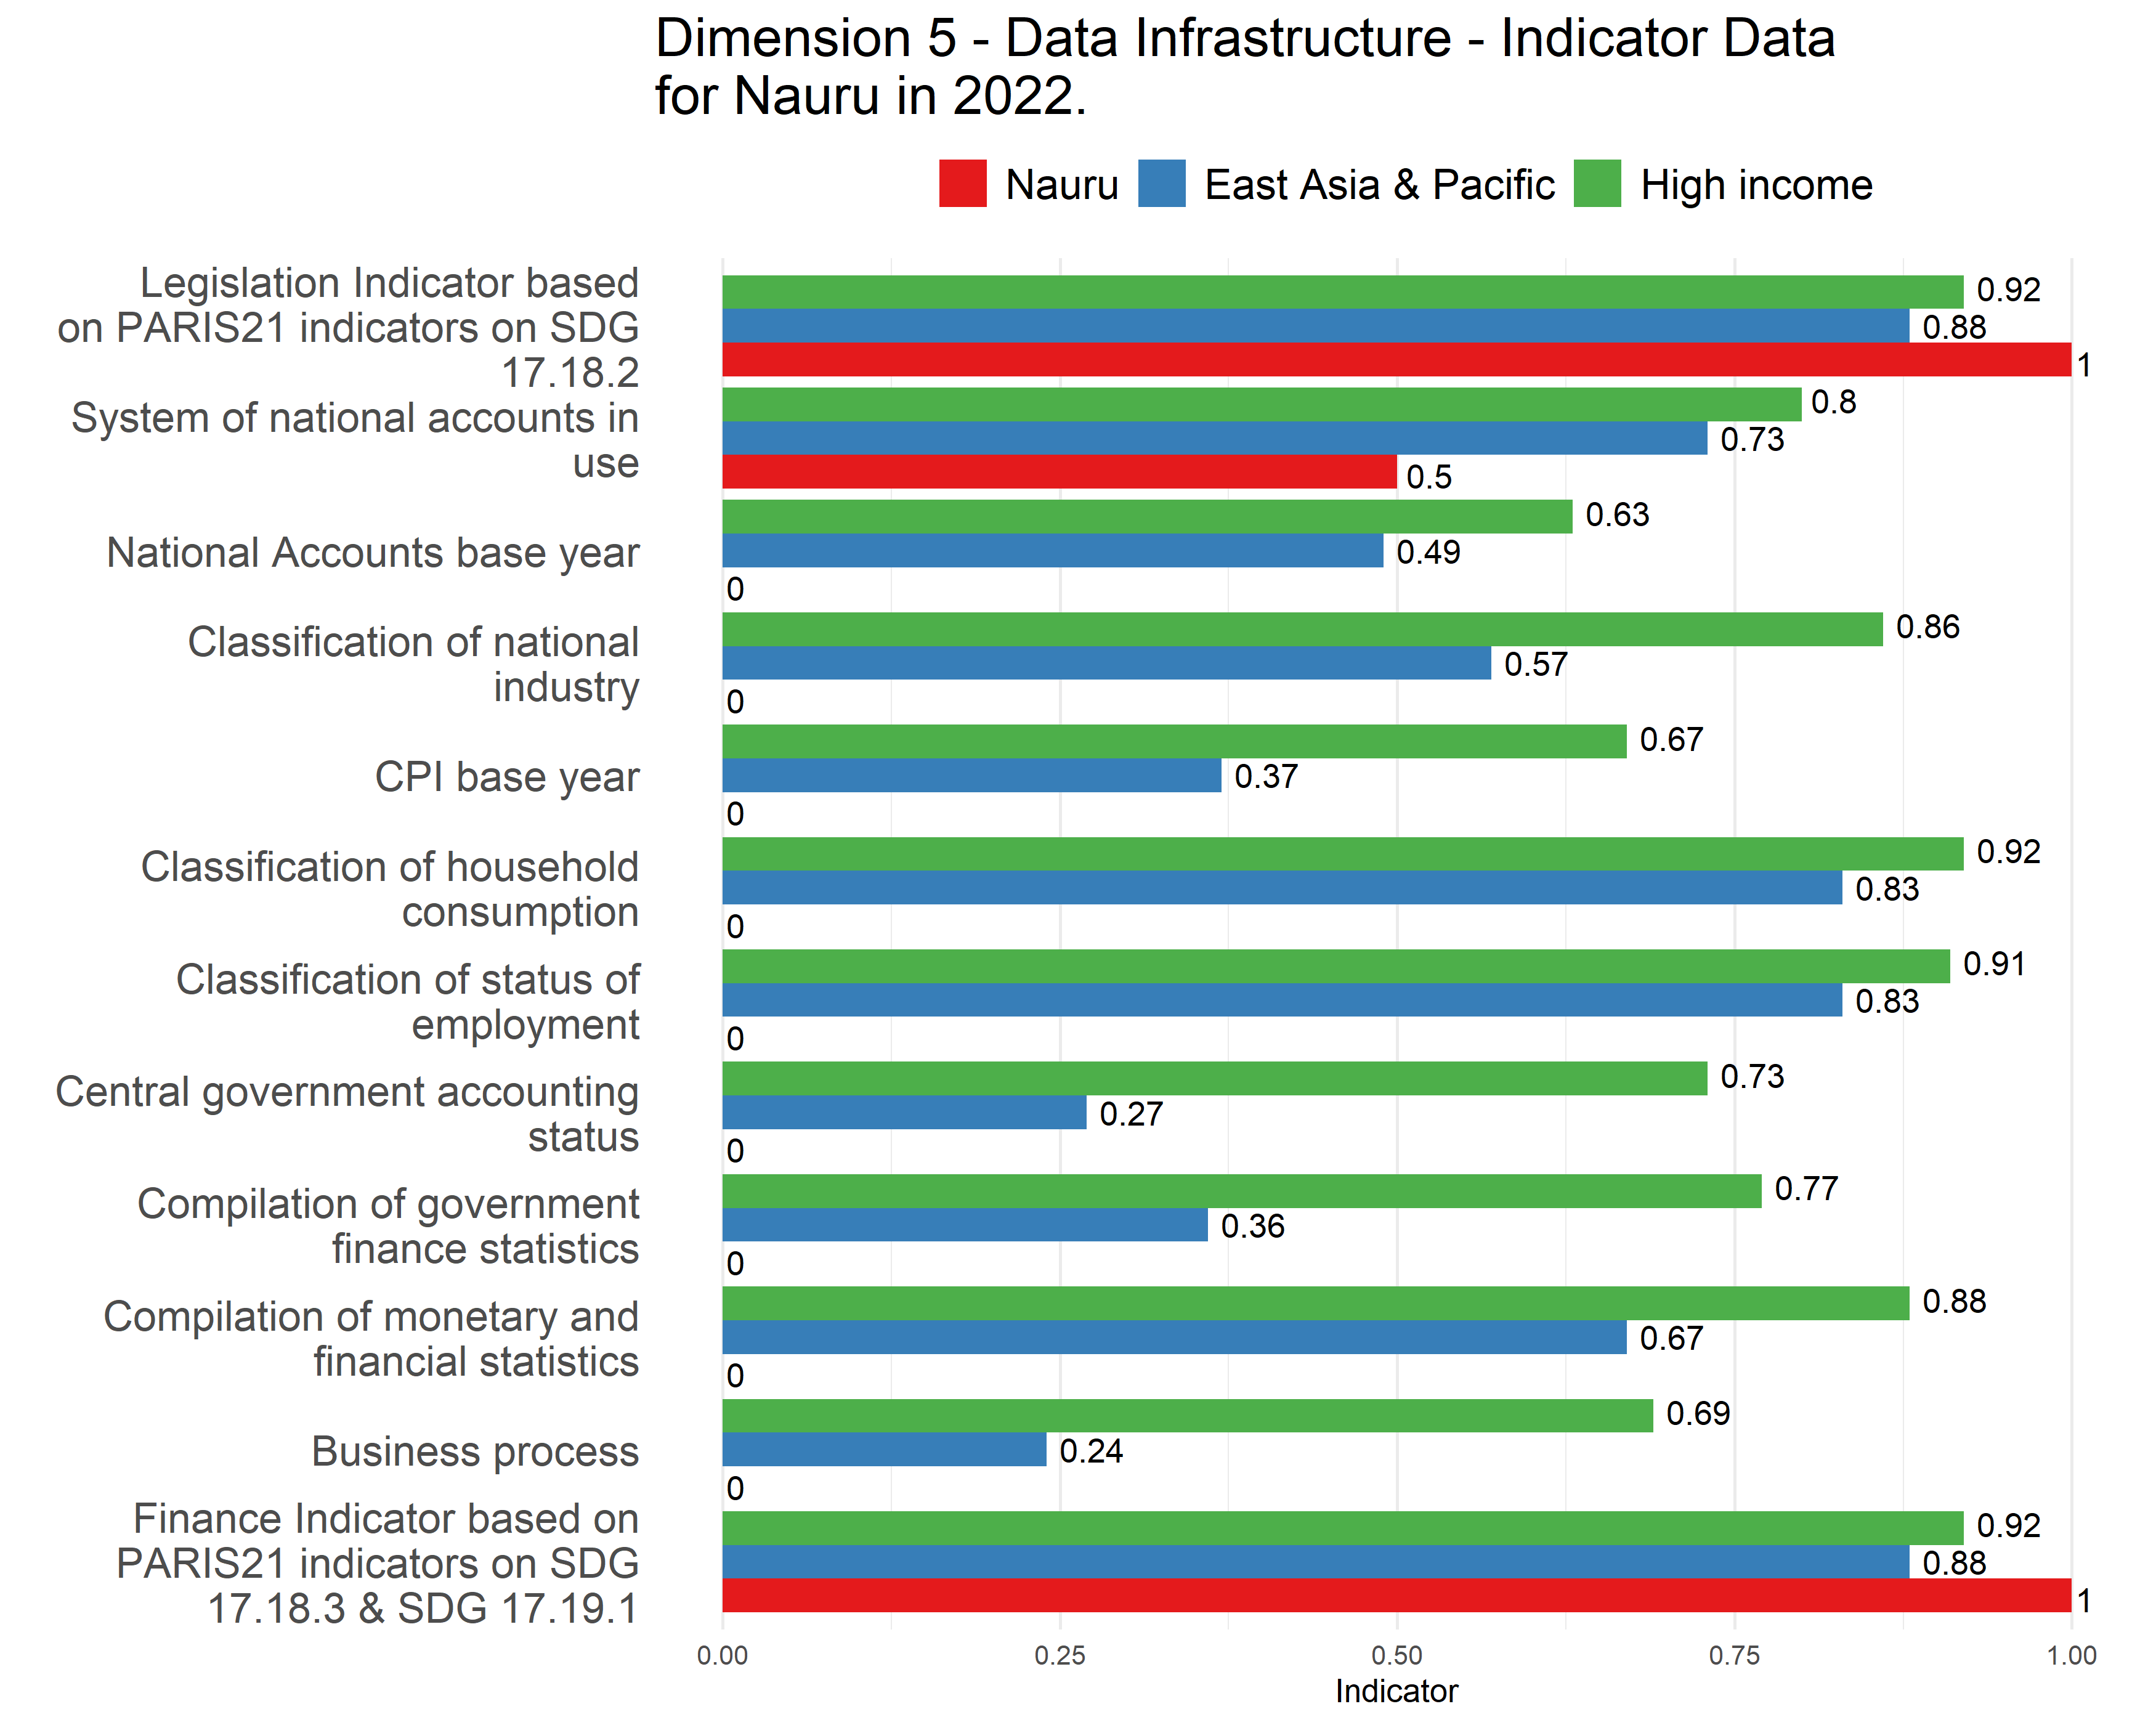 Dimension 5 - Data Infrastructure - Indicator Data
for Nauru in 2022.
Nauru
East Asia & Pacific
High income
Legislation Indicator based
on PARIS21 indicators on SDG
17.18.2
0.92
0.88
1
System of national accounts in
use
0.8
0.73
0.5
National Accounts base year
0.63
0.49
0
Classification of national
industry
0.86
0.57
0
CPI base year
0.67
0.37
0
Classification of household
consumption
0.92
0.83
0
Classification of status of
employment
0.91
0.83
0
Central government accounting
status
0.73
0.27
0
Compilation of government
finance statistics
0.77
0.36
0
Compilation of monetary and
financial statistics
0.88
0.67
0
Business process
0.69
0.24
0
Finance Indicator based on
PARIS21 indicators on SDG
17.18.3 & SDG 17.19.1
0.92
0.88
1
0.00
0.25
0.50
0.75
1.00
Indicator